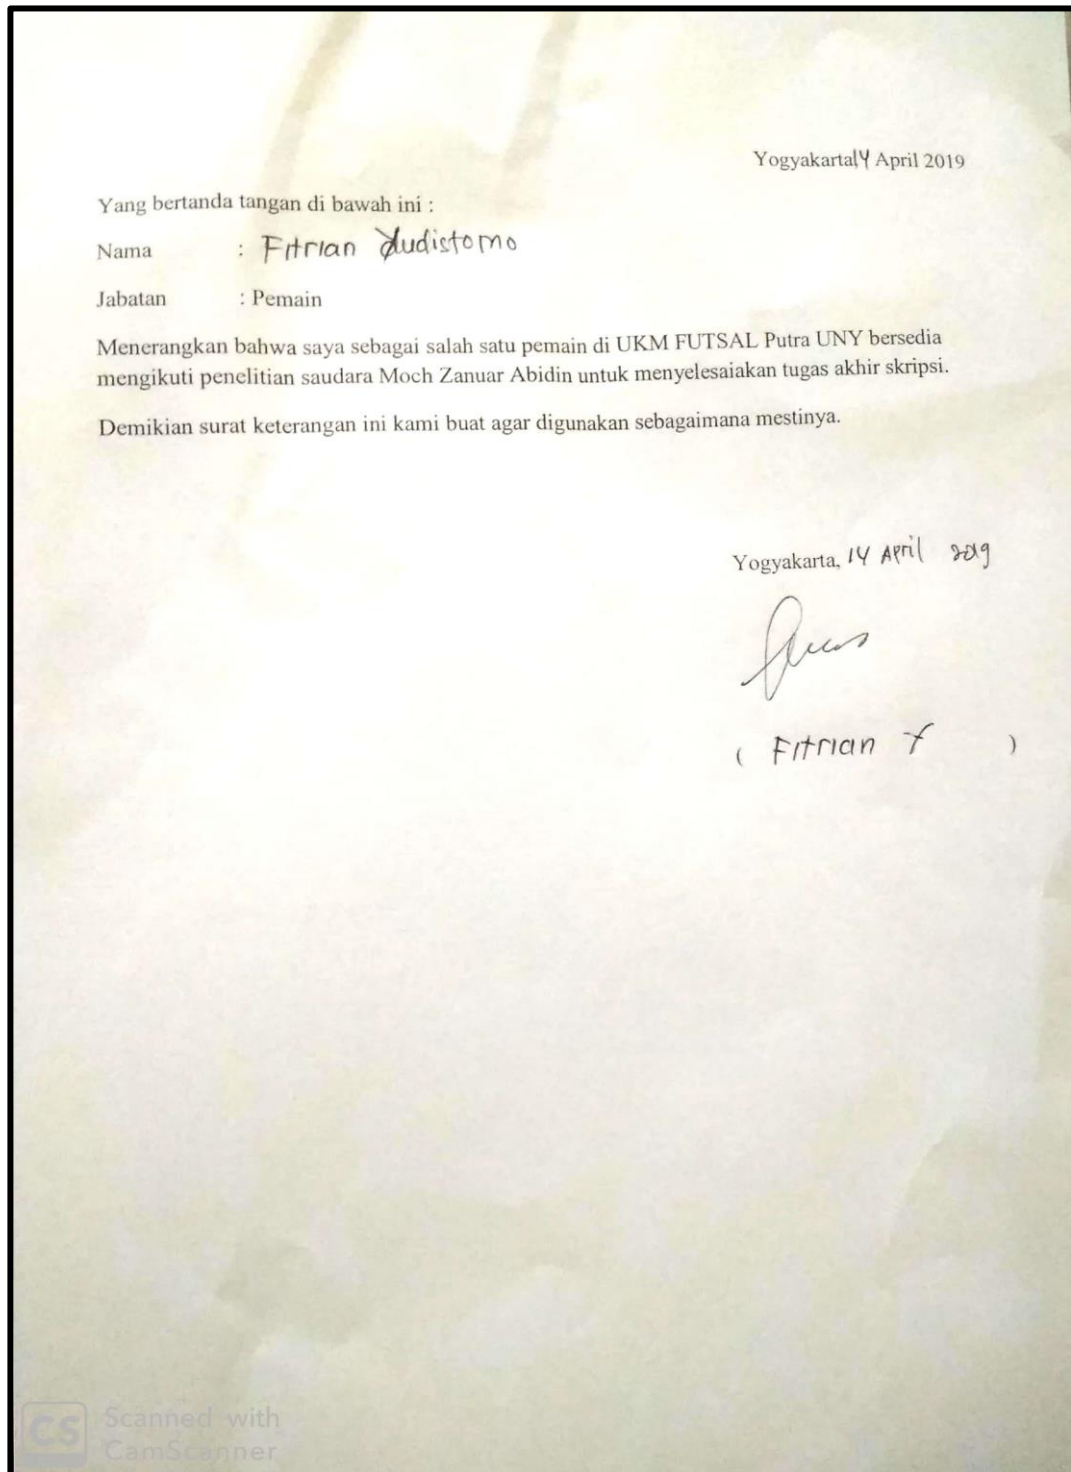 Yogyakarta14 April 2019
Yang bertanda tangan di bawah ini :
Nama : Fitrian Yudistomo
Jabatan : Pemain
Menerangkan bahwa saya sebagai salah satu pemain di UKM FUTSAL Putra UNY bersedia
mengikuti penelitian saudara Moch Zanuar Abidin untuk menyelesaiakan tugas akhir skripsi.
Demikian surat keterangan ini kami buat agar digunakan sebagaimana mestinya.
Yogyakarta, 14 April 2019
( Fitrian Y )
CS Scanned with
CamScanner